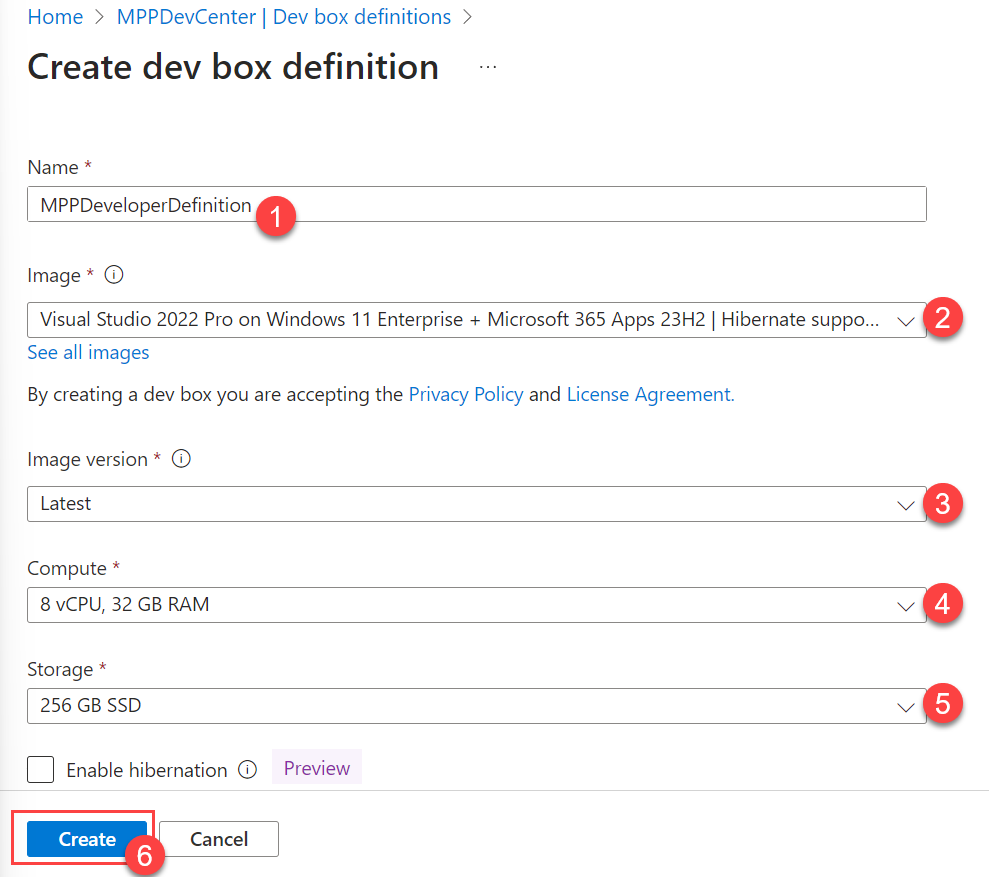 Home > MPPDevCenter | Dev box definitions >
Create dev box definition ...
Name *
MPPDeveloperDefinition 1
Image *
Visual Studio 2022 Pro on Windows 11 Enterprise + Microsoft 365 Apps 23H2 | Hibernate suppo... 2
See all images
By creating a dev box you are accepting the Privacy Policy and License Agreement.
Image version *
Latest 3
Compute *
8 vCPU, 32 GB RAM 4
Storage *
256 GB SSD 5
Enable hibernation Preview
Create 6 Cancel